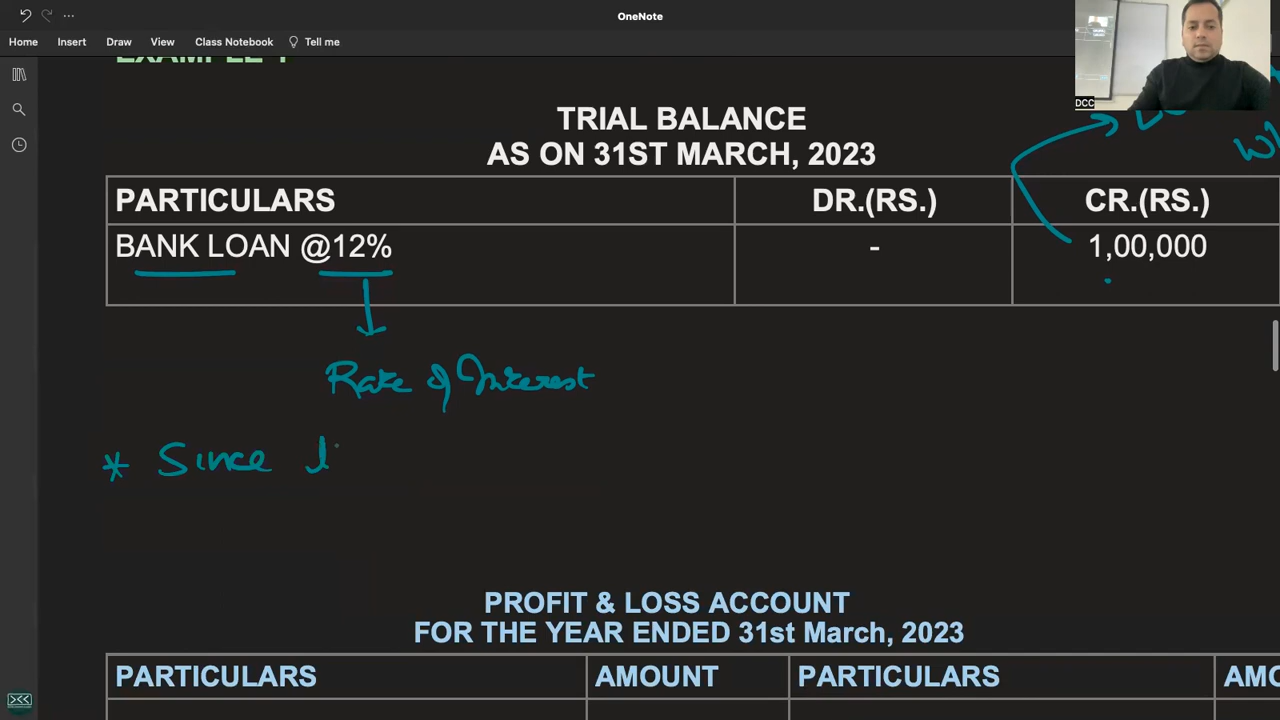 OneNote
Home Insert Draw View Class Notebook Tell me
DCC
TRIAL BALANCE
AS ON 31ST MARCH, 2023
PARTICULARS DR.(RS.) CR.(RS.)
BANK LOAN @12% - 1,00,000
Rate of Interest
* Since
PROFIT & LOSS ACCOUNT
FOR THE YEAR ENDED 31st March, 2023
PARTICULARS AMOUNT PARTICULARS AMO